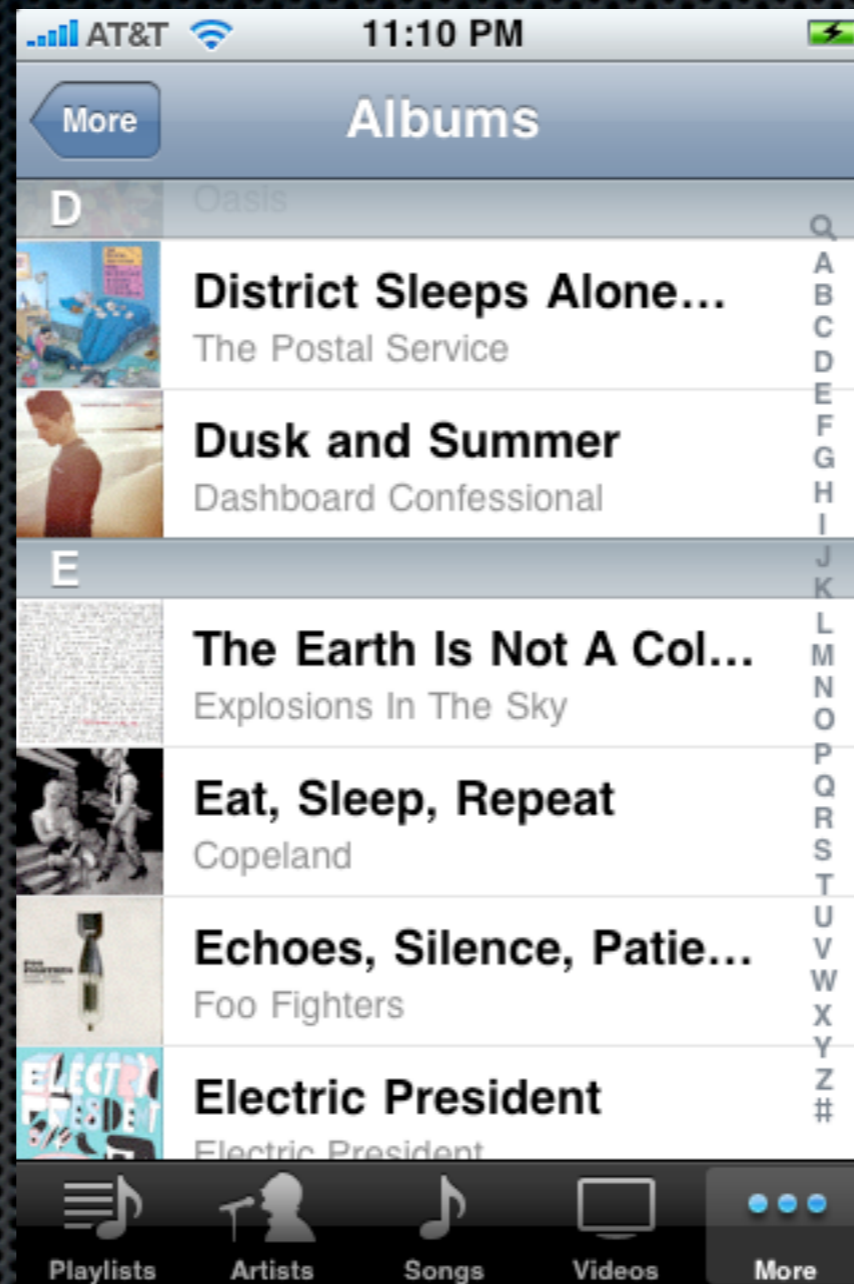 AT&T 11:10 PM
More Albums
D
Oasis
District Sleeps Alone...
The Postal Service
Dusk and Summer
Dashboard Confessional
E
The Earth Is Not A Col...
Explosions In The Sky
Eat, Sleep, Repeat
Copeland
Echoes, Silence, Patie...
Foo Fighters
ELECTRIC
PRESIDENT
Electric President
Electric President
A
B
C
D
E
F
G
H
I
J
K
L
M
N
O
P
Q
R
S
T
U
V
W
X
Y
Z
#
Playlists Artists Songs Videos More